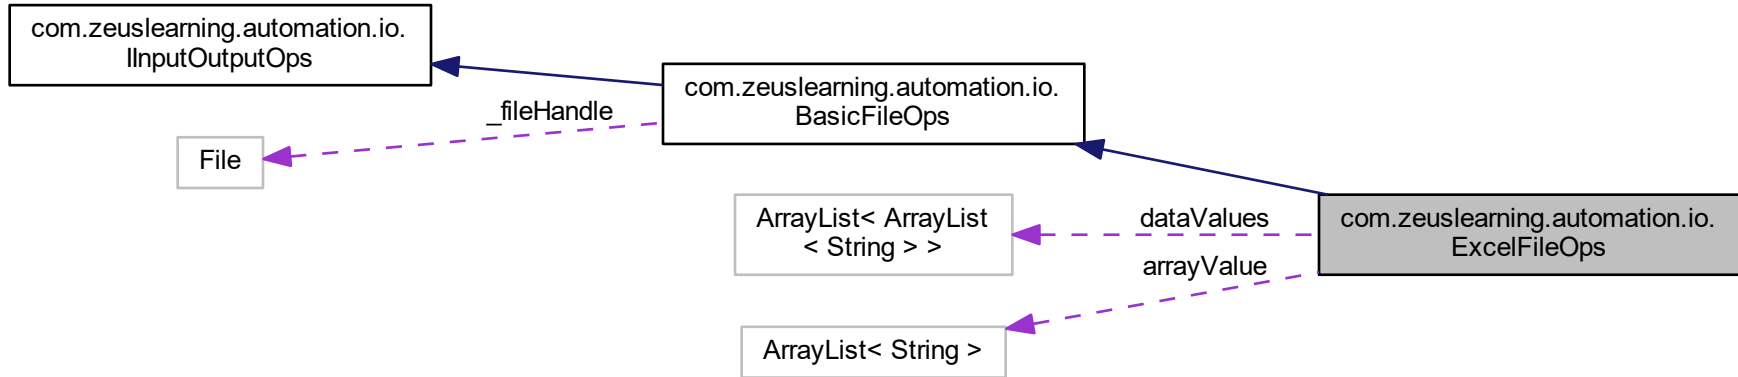 com.zeuslearning.automation.io.
IInputOutputOps
com.zeuslearning.automation.io.
BasicFileOps
_fileHandle
File
ArrayList< ArrayList
< String > >
dataValues
com.zeuslearning.automation.io.
ExcelFileOps
arrayValue
ArrayList< String >